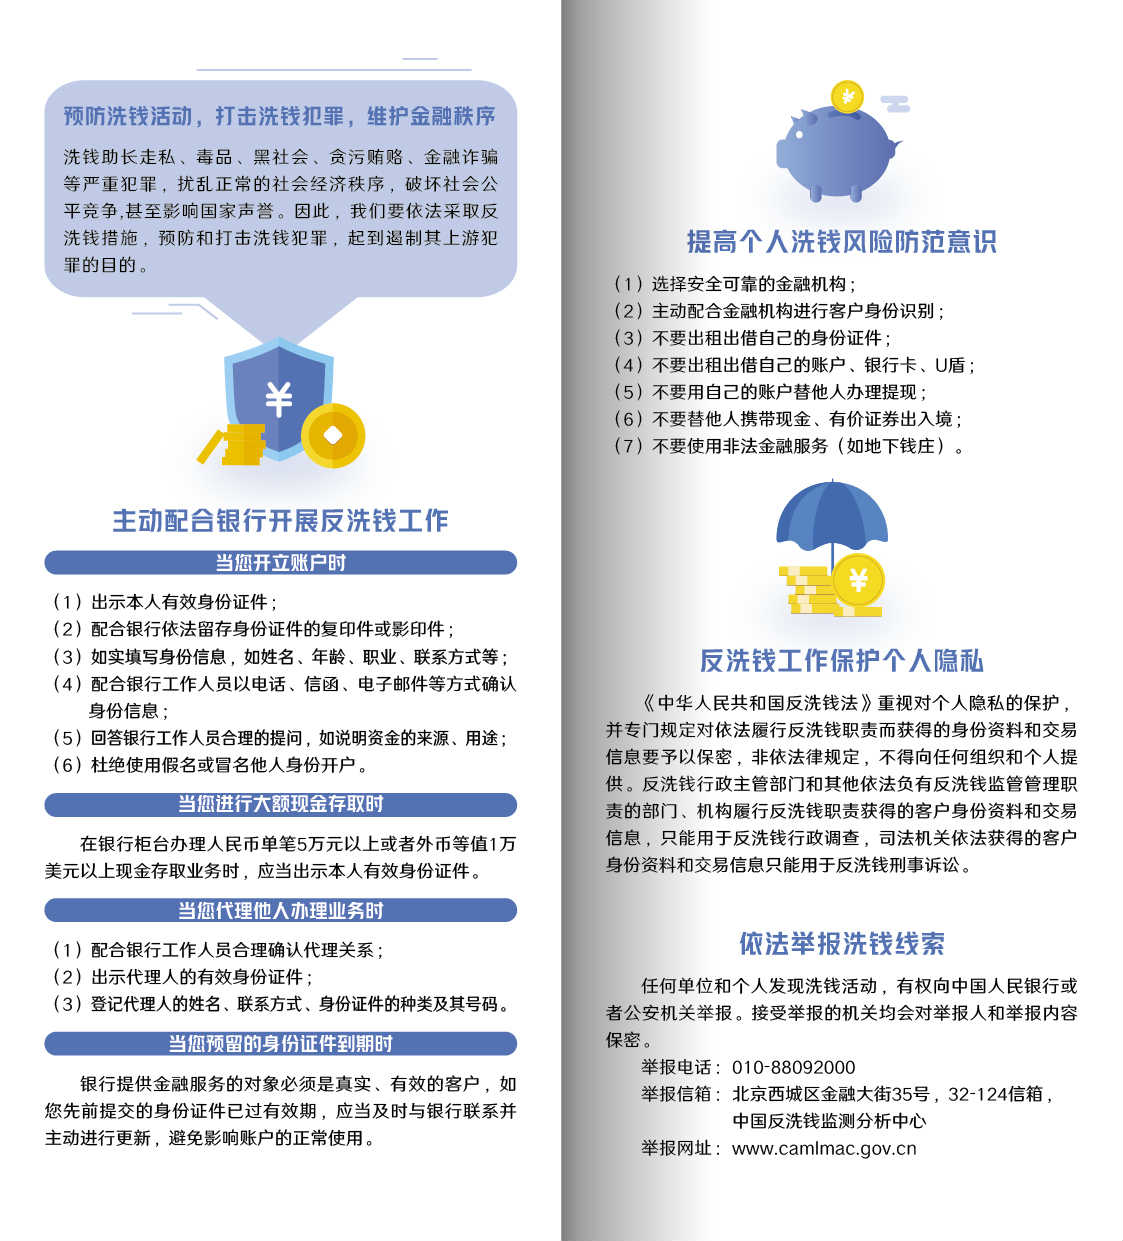 预防洗钱活动，打击洗钱犯罪，维护金融秩序
洗钱助长走私、毒品、黑社会、贪污贿赂、金融诈骗
等严重犯罪，扰乱正常的社会经济秩序，破坏社会公
平竞争,甚至影响国家声誉。因此，我们要依法采取反
洗钱措施，预防和打击洗钱犯罪，起到遏制其上游犯
罪的目的。
¥
主动配合银行开展反洗钱工作
当您开立账户时
（1）出示本人有效身份证件；
（2）配合银行依法留存身份证件的复印件或影印件；
（3）如实填写身份信息，如姓名、年龄、职业、联系方式等；
（4）配合银行工作人员以电话、信函、电子邮件等方式确认
身份信息；
（5）回答银行工作人员合理的提问，如说明资金的来源、用途；
（6）杜绝使用假名或冒名他人身份开户。
当您进行大额现金存取时
在银行柜台办理人民币单笔5万元以上或者外币等值1万
美元以上现金存取业务时，应当出示本人有效身份证件。
当您代理他人办理业务时
（1）配合银行工作人员合理确认代理关系；
（2）出示代理人的有效身份证件；
（3）登记代理人的姓名、联系方式、身份证件的种类及其号码。
当您预留的身份证件到期时
银行提供金融服务的对象必须是真实、有效的客户，如
您先前提交的身份证件已过有效期，应当及时与银行联系并
主动进行更新，避免影响账户的正常使用。
¥
提高个人洗钱风险防范意识
（1）选择安全可靠的金融机构；
（2）主动配合金融机构进行客户身份识别；
（3）不要出租出借自己的身份证件；
（4）不要出租出借自己的账户、银行卡、U盾；
（5）不要用自己的账户替他人办理提现；
（6）不要替他人携带现金、有价证券出入境；
（7）不要使用非法金融服务（如地下钱庄）。
¥
反洗钱工作保护个人隐私
《中华人民共和国反洗钱法》重视对个人隐私的保护，
并专门规定对依法履行反洗钱职责而获得的身份资料和交易
信息要予以保密，非依法律规定，不得向任何组织和个人提
供。反洗钱行政主管部门和其他依法负有反洗钱监督管理职
责的部门、机构履行反洗钱职责获得的客户身份资料和交易
信息，只能用于反洗钱行政调查，司法机关依法获得的客户
身份资料和交易信息只能用于反洗钱刑事诉讼。
依法举报洗钱线索
任何单位和个人发现洗钱活动，有权向中国人民银行或
者公安机关举报。接受举报的机关均会对举报人和举报内容
保密。
举报电话：010-88092000
举报信箱：北京西城区金融大街35号，32-124信箱，
中国反洗钱监测分析中心
举报网址：www.camlmac.gov.cn